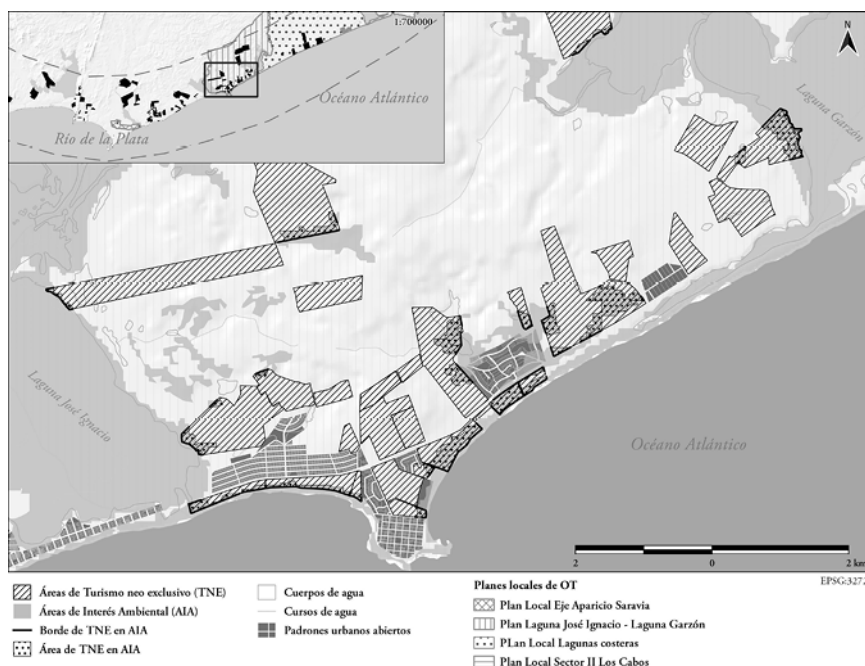 1:700000
N
Océano Atlántico
Río de la Plata
Laguna Garzón
Laguna José Ignacio
Océano Atlántico
2 0 2 km
EPSG:3277
Áreas de Turismo neo exclusivo (TNE)
Áreas de Interés Ambiental (AIA)
Borde de TNE en AIA
Área de TNE en AIA
Cuerpos de agua
Cursos de agua
Padrones urbanos abiertos
Planes locales de OT
Plan Local Eje Aparicio Saravia
Plan Laguna José Ignacio - Laguna Garzón
PLan Local Lagunas costeras
Plan Local Sector II Los Cabos